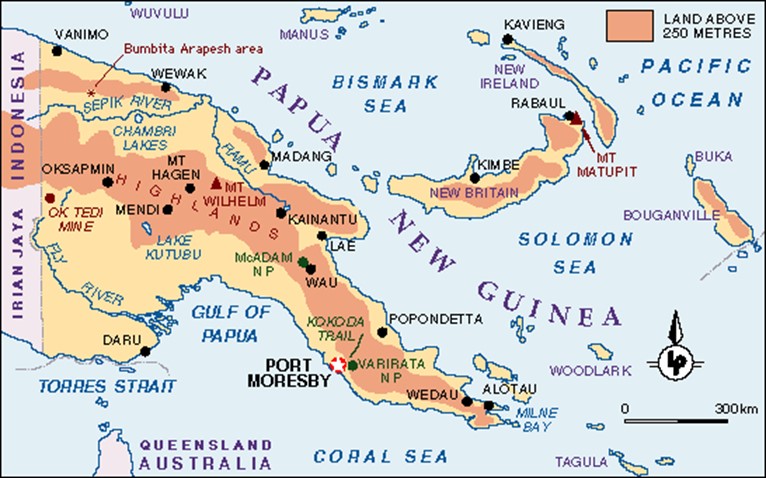 WUVULU
MANUS
KAVIENG
LAND ABOVE
250 METRES
VANIMO
Bumbita Arapesh area
WEWAK
SEPIK RIVER
CHAMBRI
LAKES
BISMARK
SEA
NEW
IRELAND
RABAUL
PACIFIC
OCEAN
INDONESIA
IRIAN JAYA
PAPUA
NEW GUINEA
RAMU
MADANG
OKSAPMIN
MT
HAGEN
MT
WILHELM
HIGHLANDS
KIMBE
NEW BRITAIN
MT
MATUPIT
BUKA
BOUGANVILLE
OK TEDI
MINE
MENDI
KAINANTU
LAKE
KUTUBU
LAE
McADAM
NP
WAU
SOLOMON
SEA
FLY
RIVER
GULF OF
PAPUA
KOKODA
TRAIL
POPONDETTA
DARU
PORT
MORESBY
VARIRATA
NP
WOODLARK
LP
TORRES STRAIT
WEDAU
ALOTAU
MILNE
BAY
0
300km
QUEENSLAND
AUSTRALIA
CORAL SEA
TAGULA